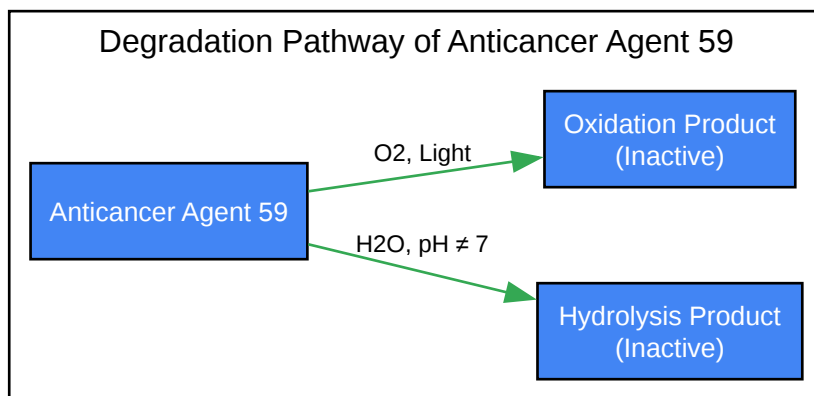 Degradation Pathway of Anticancer Agent 59
Oxidation Product
(Inactive)
O2, Light
Anticancer Agent 59
H2O, pH ≠ 7
Hydrolysis Product
(Inactive)